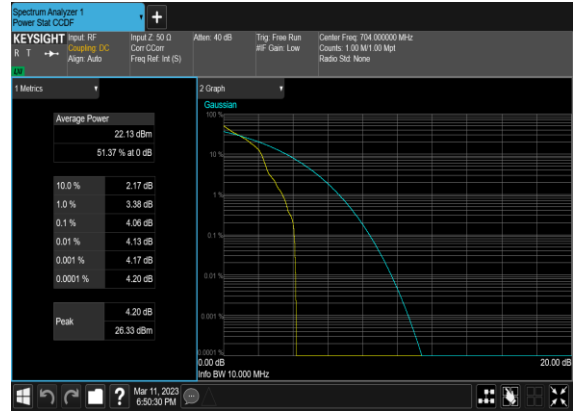 Spectrum Analyzer 1
Power Stat CCDF
KEYSIGHT
R T
LXI
Input: RF
Coupling: DC
Align: Auto
Input Z: 50 Ω
Corr CCorr
Freq Ref: Int (S)
Atten: 40 dB
Trig: Free Run
#IF Gain: Low
Center Freq: 704.000000 MHz
Counts: 1.00 M/1.00 Mpt
Radio Std: None
1 Metrics
Average Power
22.13 dBm
51.37 % at 0 dB
10.0 % 2.17 dB
1.0 % 3.38 dB
0.1 % 4.06 dB
0.01 % 4.13 dB
0.001 % 4.17 dB
0.0001 % 4.20 dB
Peak
4.20 dB
26.33 dBm
2 Graph
Gaussian
100 %
10 %
1 %
0.1 %
0.01 %
0.001 %
0.0001 %
0.00 dB
20.00 dB
Info BW 10.000 MHz
?
Mar 11, 2023
6:50:30 PM